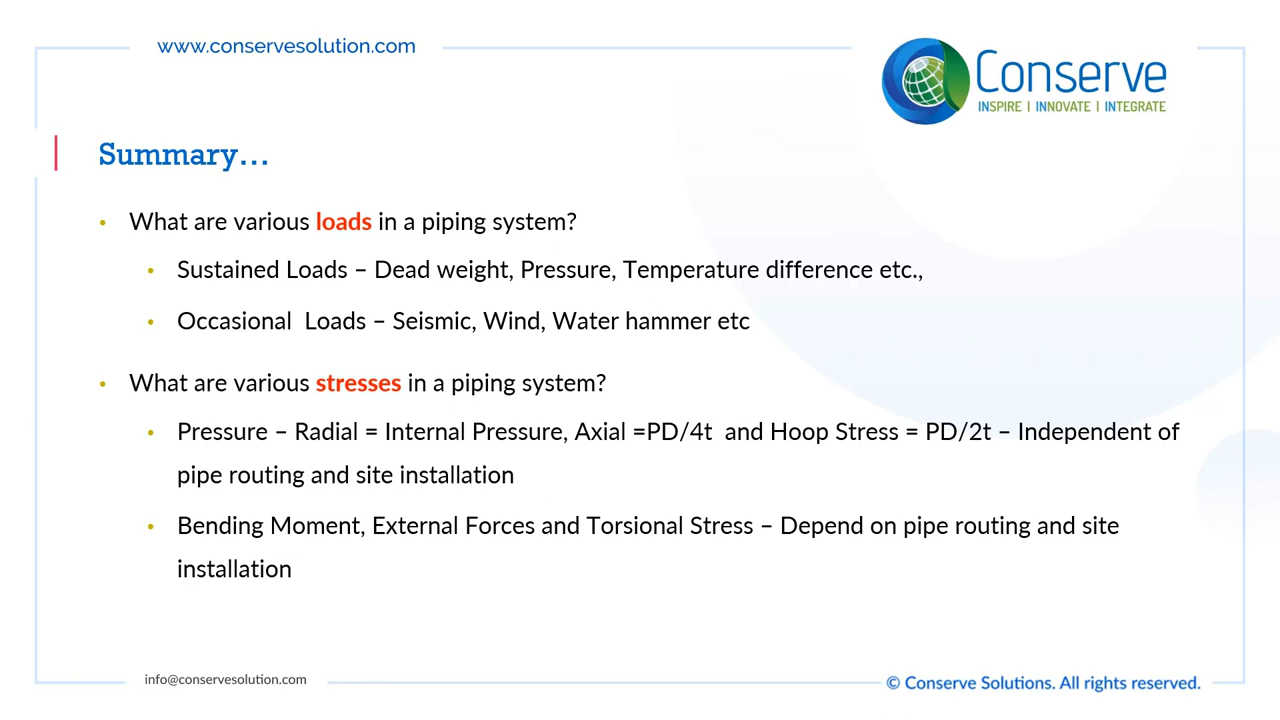 www.conservesolution.com
Conserve
INSPIRE | INNOVATE | INTEGRATE
Summary...
• What are various loads in a piping system?
• Sustained Loads – Dead weight, Pressure, Temperature difference etc.,
• Occasional  Loads – Seismic, Wind, Water hammer etc
• What are various stresses in a piping system?
• Pressure – Radial = Internal Pressure, Axial =PD/4t  and Hoop Stress = PD/2t – Independent of
pipe routing and site installation
• Bending Moment, External Forces and Torsional Stress – Depend on pipe routing and site
installation
info@conservesolution.com
© Conserve Solutions. All rights reserved.